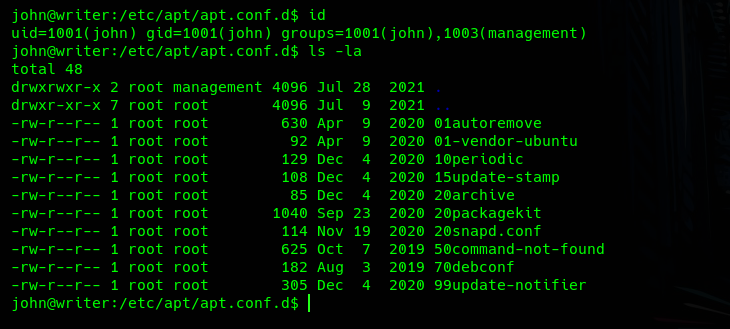 john@writer:/etc/apt/apt.conf.d$ id
uid=1001(john) gid=1001(john) groups=1001(john),1003(management)
john@writer:/etc/apt/apt.conf.d$ ls -la
total 48
drwxrwxr-x 2 root management 4096 Jul 28  2021 .
drwxr-xr-x 7 root root       4096 Jul  9  2021 ..
-rw-r--r-- 1 root root        630 Apr  9  2020 01autoremove
-rw-r--r-- 1 root root         92 Apr  9  2020 01-vendor-ubuntu
-rw-r--r-- 1 root root        129 Dec  4  2020 10periodic
-rw-r--r-- 1 root root        108 Dec  4  2020 15update-stamp
-rw-r--r-- 1 root root         85 Dec  4  2020 20archive
-rw-r--r-- 1 root root       1040 Sep 23  2020 20packagekit
-rw-r--r-- 1 root root        114 Nov 19  2020 20snapd.conf
-rw-r--r-- 1 root root        625 Oct  7  2019 50command-not-found
-rw-r--r-- 1 root root        182 Aug  3  2019 70debconf
-rw-r--r-- 1 root root        305 Dec  4  2020 99update-notifier
john@writer:/etc/apt/apt.conf.d$